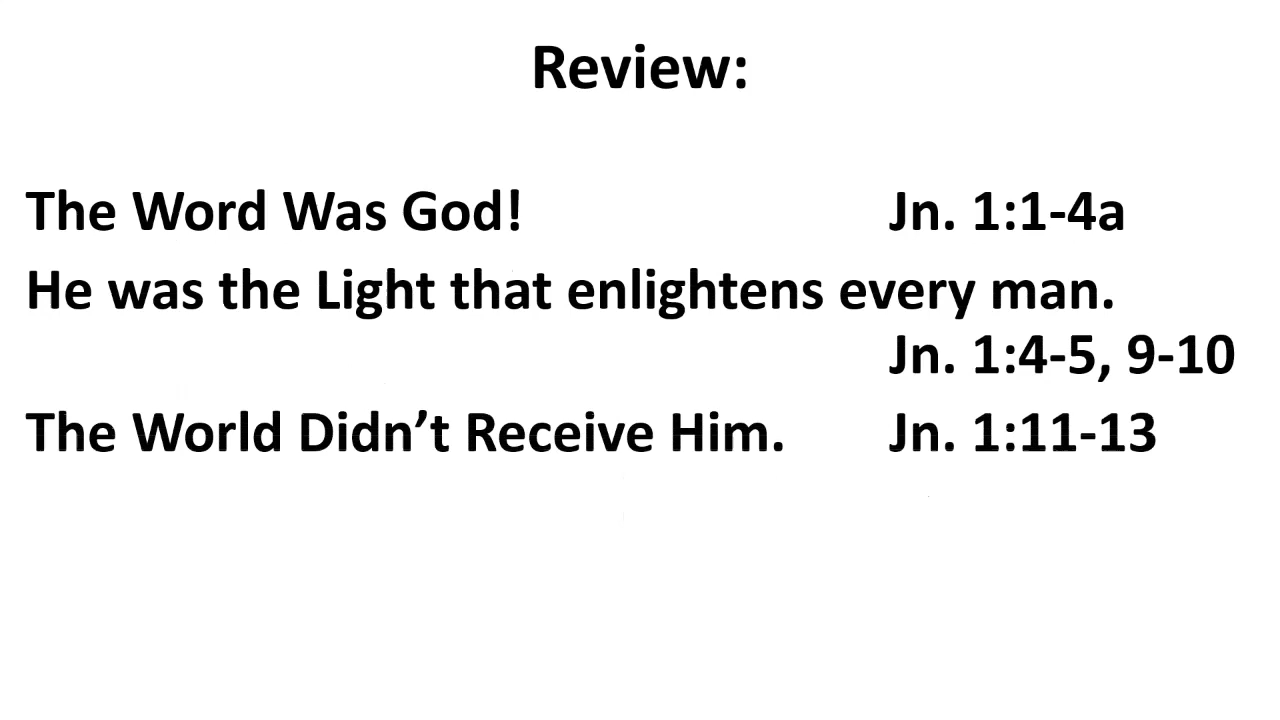 Review:
The Word Was God! Jn. 1:1-4a
He was the Light that enlightens every man.
Jn. 1:4-5, 9-10
The World Didn’t Receive Him. Jn. 1:11-13